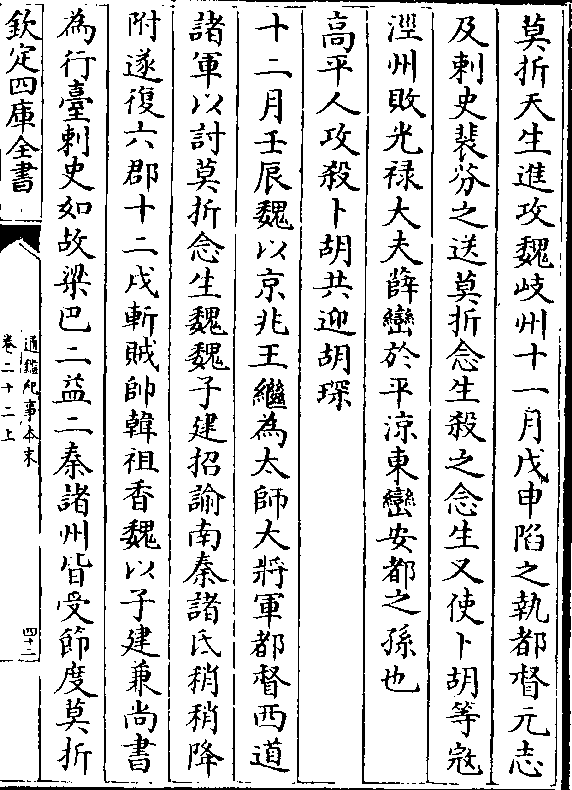 莫折天生進攻魏岐州十一月戊申陷之執都督元志
及刺史裴芬之送莫折念生殺之念生又使卜胡等寇
涇州敗光禄大夫薛巒於平涼東巒安都之孫也
高平人攻殺卜胡共迎胡琛
十二月壬辰魏以京兆王繼為太師大將軍都督西道
諸軍以討莫折念生魏魏子建招諭南秦諸氐稍稍降
附遂復六郡十二戍斬賊帥韓祖香魏以子建兼尚書
為行臺刺史如故梁巴二益二秦諸州皆受節度莫折
欽定四庫全書
通鑑紀事本末
卷二十二上
四十二